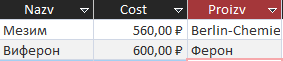 Nazv Cost Proizv
Мезим 560,00 ₽ Berlin-Chemie
Виферон 600,00 ₽ Ферон